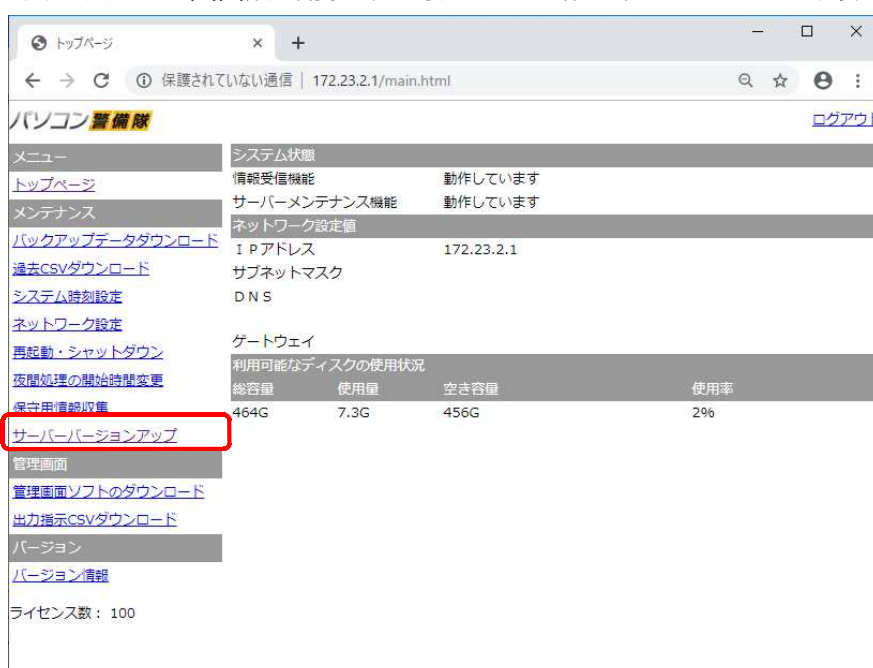 トップページ
保護されていない通信 | 172.23.2.1/main.html
パソコン警備隊
ログアウト
メニュー
トップページ
メンテナンス
バックアップデータダウンロード
過去CSVダウンロード
システム時刻設定
ネットワーク設定
再起動・シャットダウン
夜間処理の開始時間変更
保守用情報収集
サーバーバージョンアップ
管理画面
管理画面ソフトのダウンロード
出力指示CSVダウンロード
バージョン
バージョン情報
ライセンス数： 100
システム状態
情報受信機能 動作しています
サーバーメンテナンス機能 動作しています
ネットワーク設定値
ＩＰアドレス 172.23.2.1
サブネットマスク
ＤＮＳ
ゲートウェイ
利用可能なディスクの使用状況
総容量 使用量 空き容量 使用率
464G 7.3G 456G 2%